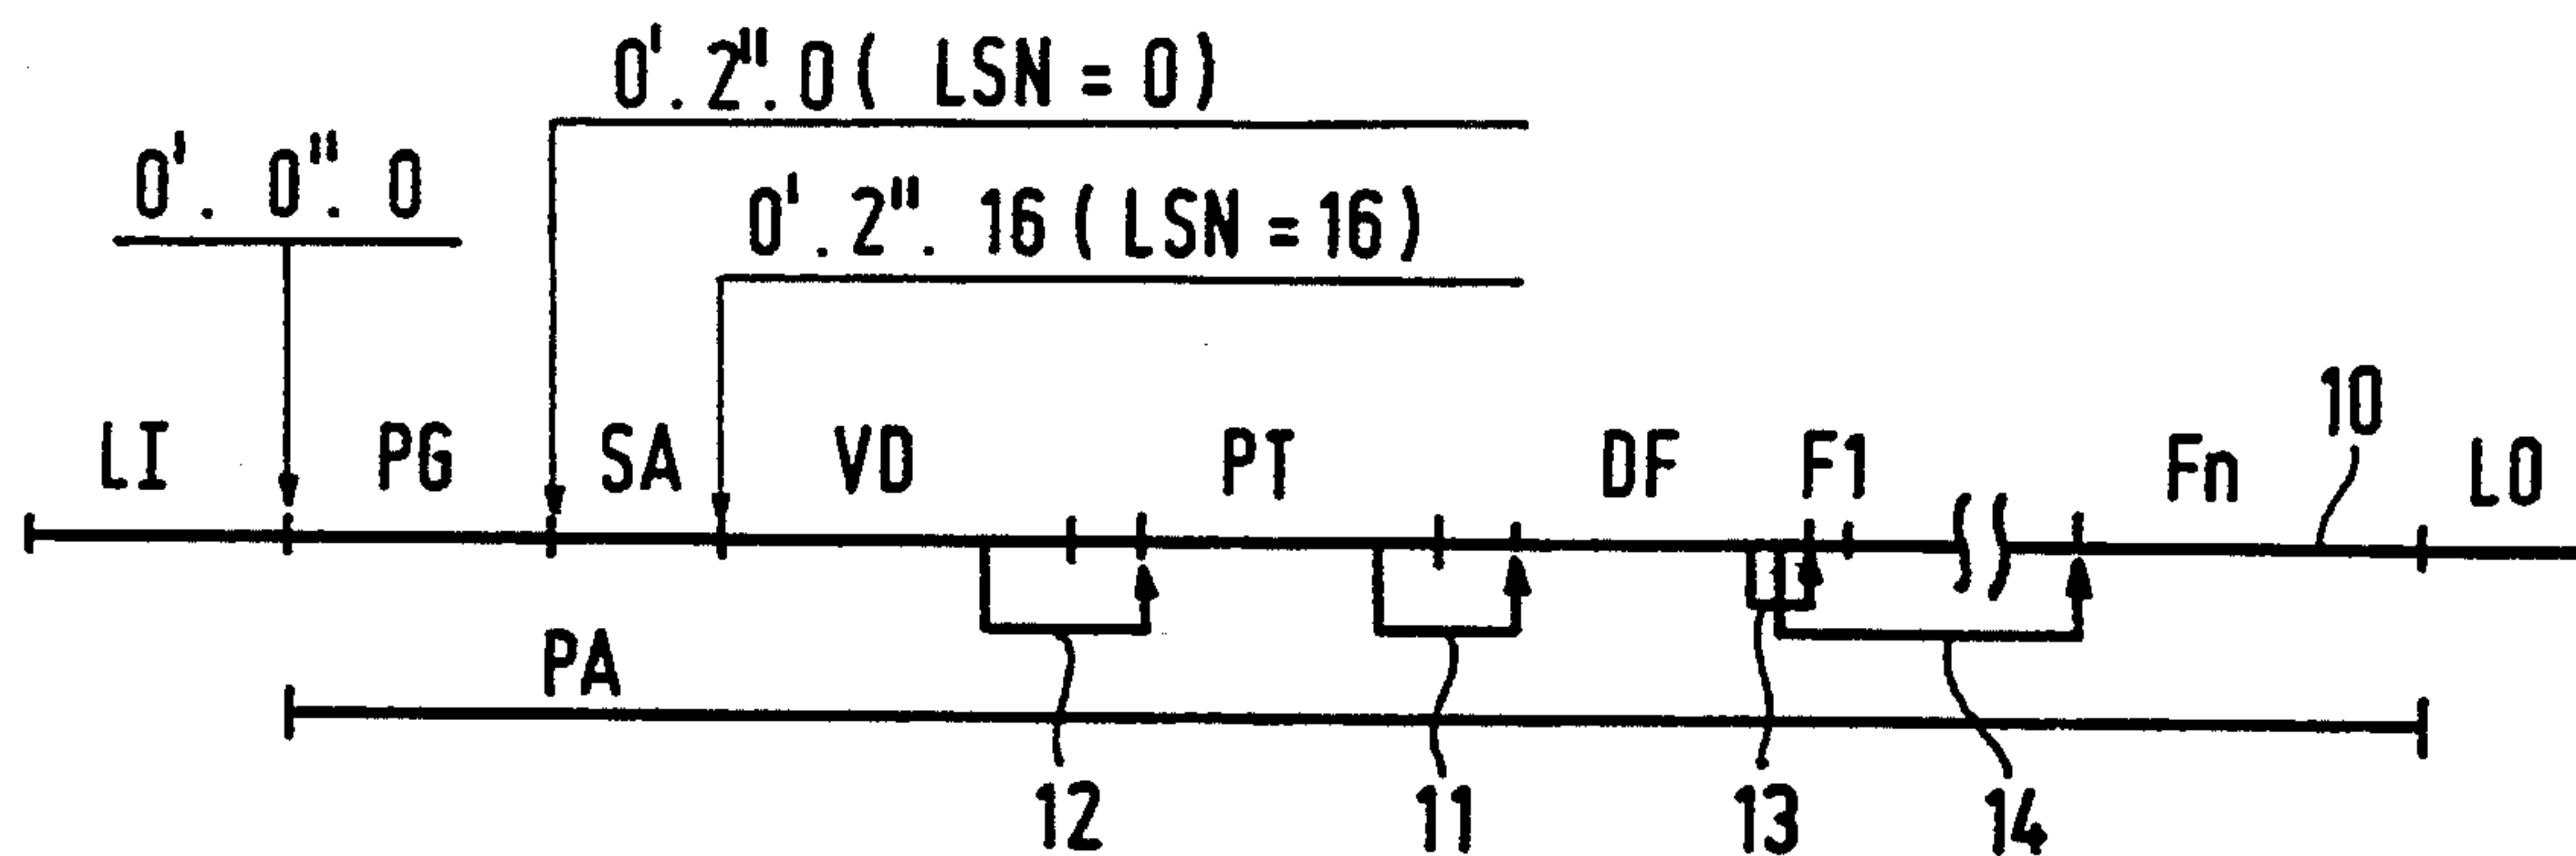 0'. 2". 0 ( LSN = 0)
0'. 0". 0
0'. 2". 16 (LSN = 16)
10
LI PG SA VD PT DF F1 Fn LO
PA
12 11 13 14